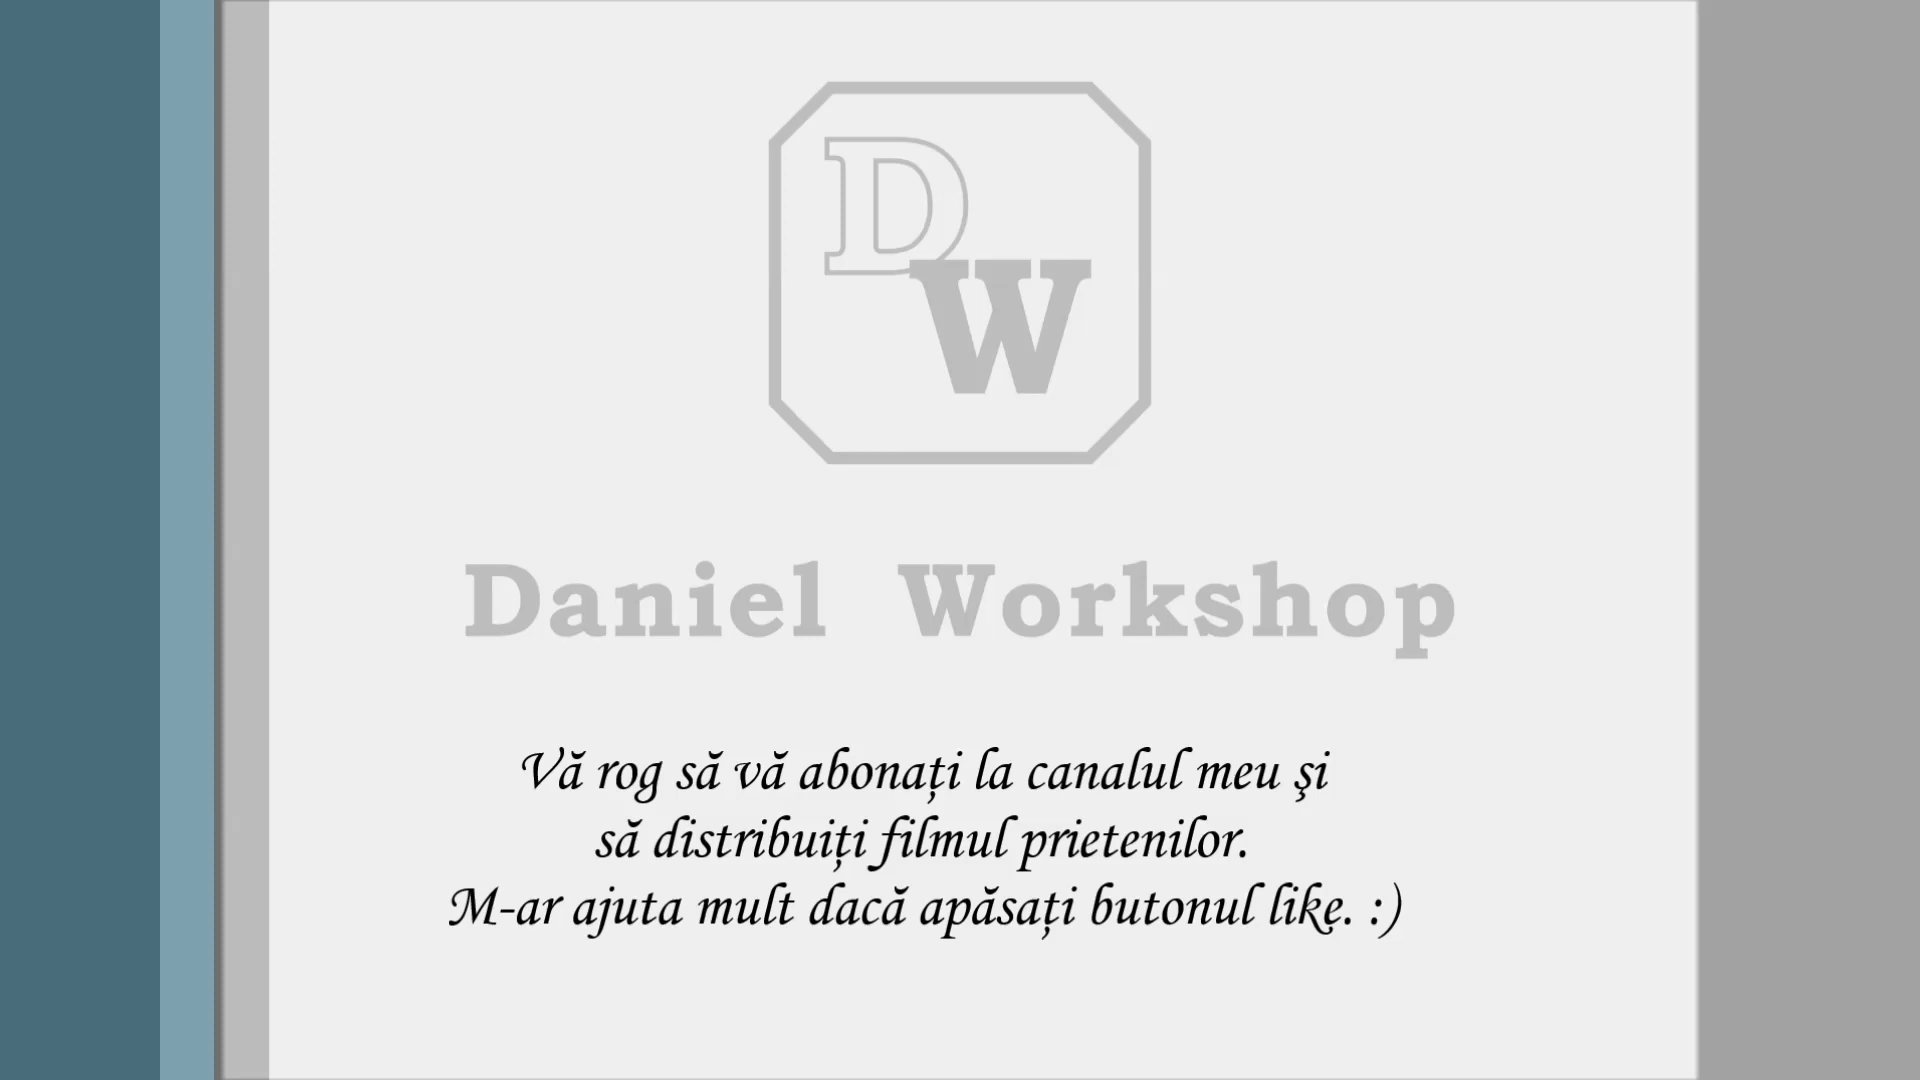 D
W
Daniel Workshop
Vă rog să vă abonați la canalul meu şi
să distribuiți filmul prietenilor.
M-ar ajuta mult dacă apăsați butonul like. :)